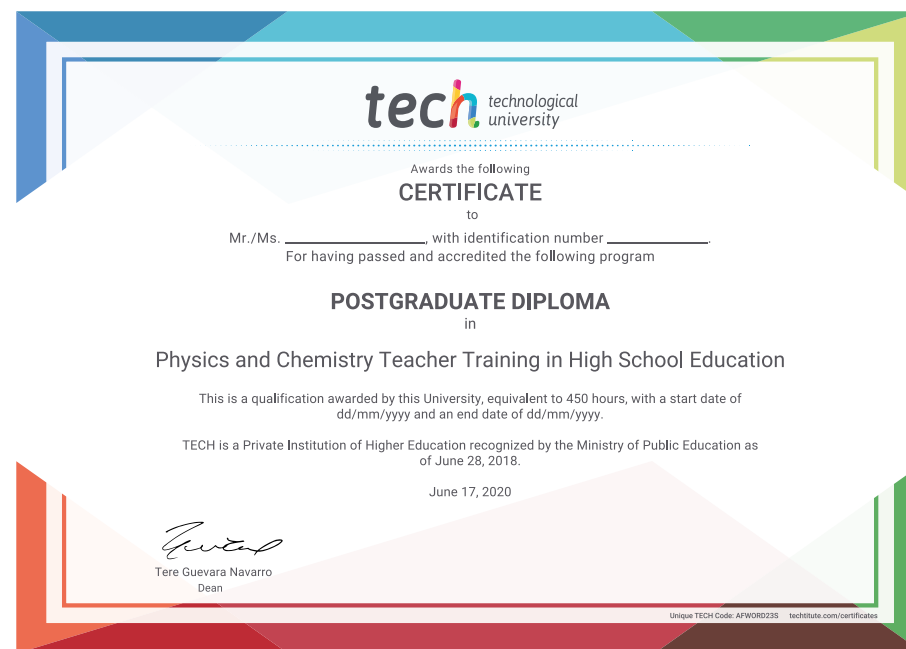 tech technological
university
Awards the following
CERTIFICATE
to
Mr./Ms. ____________________, with identification number ______________.
For having passed and accredited the following program
POSTGRADUATE DIPLOMA
in
Physics and Chemistry Teacher Training in High School Education
This is a qualification awarded by this University, equivalent to 450 hours, with a start date of
dd/mm/yyyy and an end date of dd/mm/yyyy.
TECH is a Private Institution of Higher Education recognized by the Ministry of Public Education as
of June 28, 2018.
June 17, 2020
Tere Guevara Navarro
Dean
Unique TECH Code: AFWORD23S techtitute.com/certificates